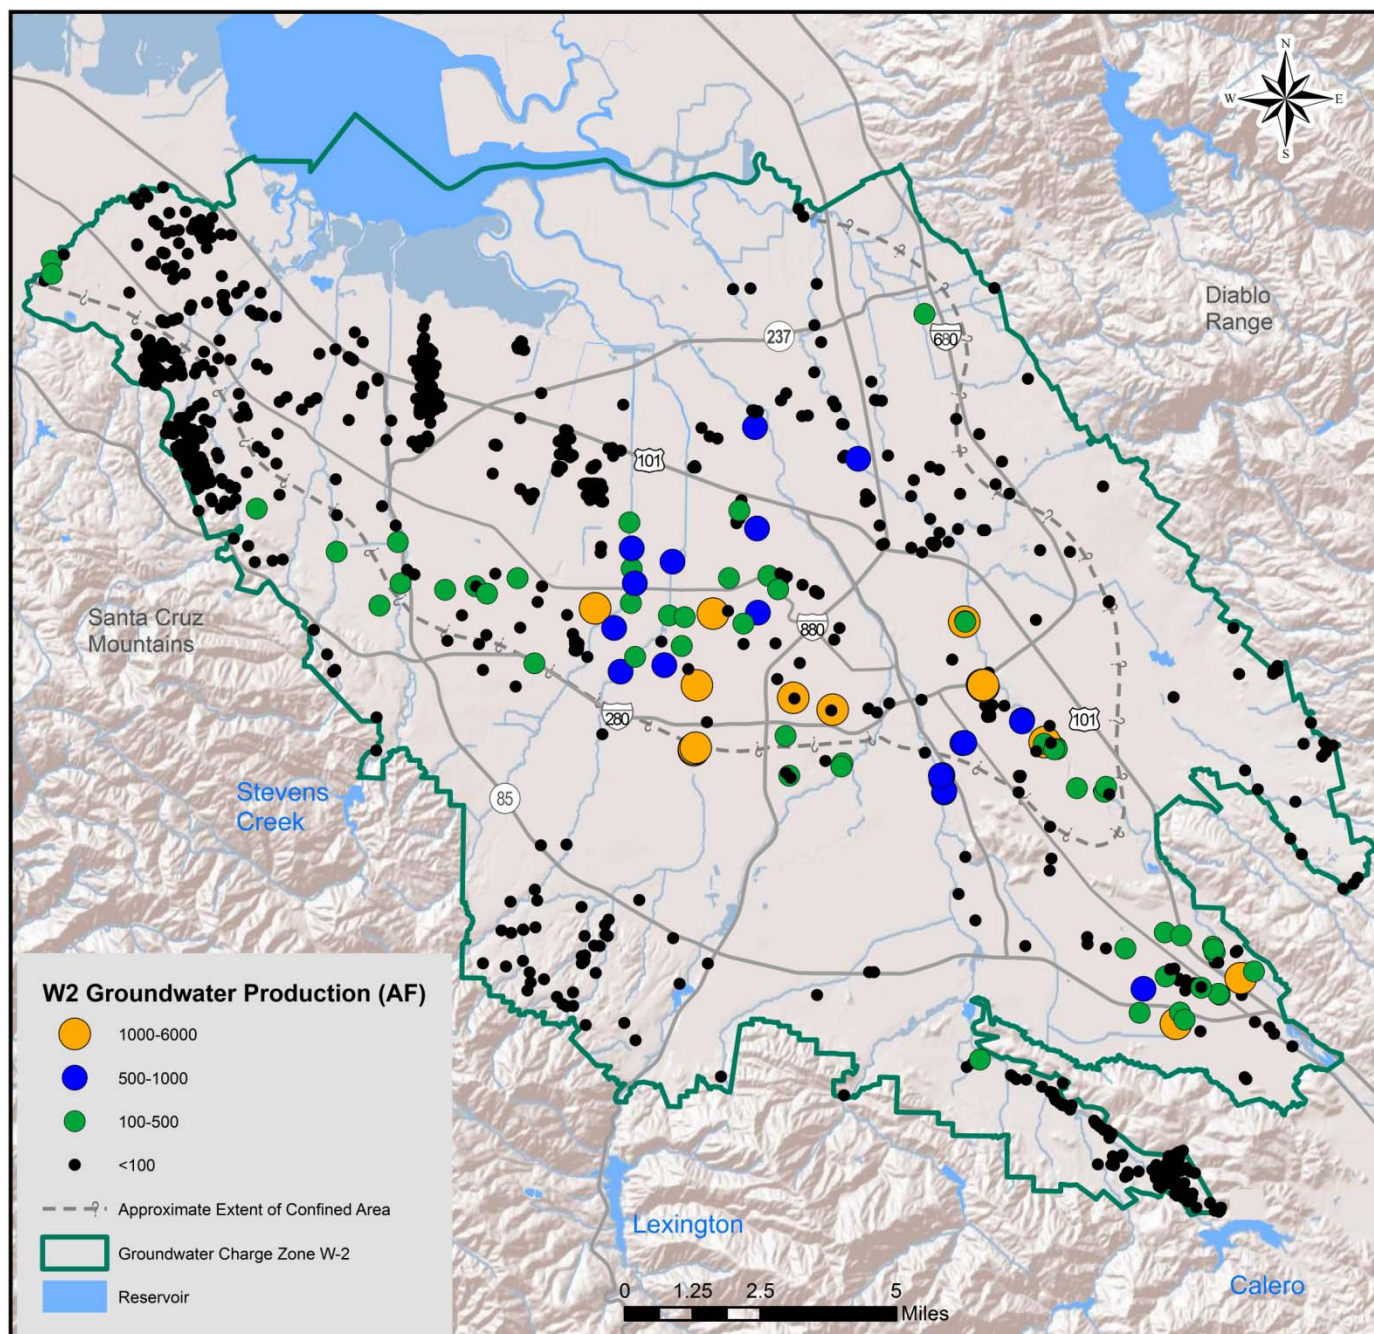 N
W
E
S
Diablo
Range
237
680
101
Santa Cruz
Mountains
880
280
101
Stevens
Creek
85
W2 Groundwater Production (AF)
1000-6000
500-1000
100-500
<100
? Approximate Extent of Confined Area
Groundwater Charge Zone W-2
Reservoir
Lexington
Calero
0 1.25 2.5 5
Miles